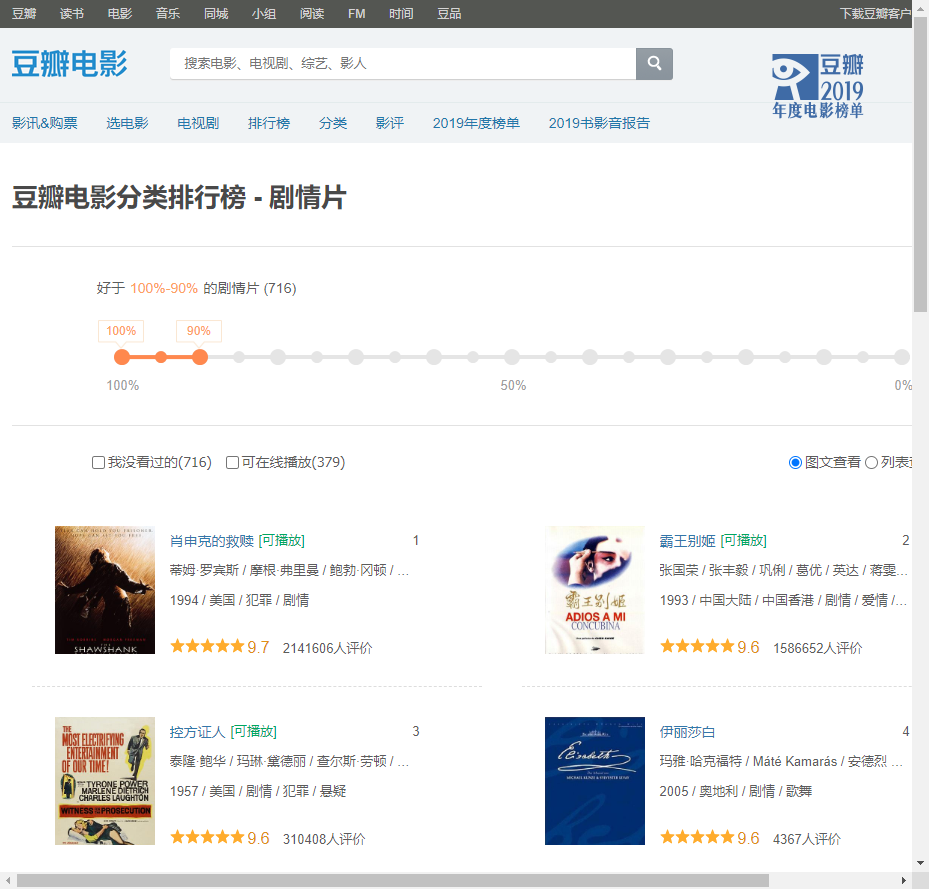 豆瓣 读书 电影 音乐 同城 小组 阅读 FM 时间 豆品 下载豆瓣客户
豆瓣电影
搜索电影、电视剧、综艺、影人
豆瓣
2019
年度电影榜单
影讯&购票 选电影 电视剧 排行榜 分类 影评 2019年度榜单 2019书影音报告
豆瓣电影分类排行榜 - 剧情片
好于 100%-90% 的剧情片 (716)
100% 90%
100% 50% 0%
我没看过的(716) 可在线播放(379) 图文查看 列表
肖申克的救赎 [可播放] 1
蒂姆·罗宾斯 / 摩根·弗里曼 / 鲍勃·冈顿 / ...
1994 / 美国 / 犯罪 / 剧情
9.7 2141606人评价
SHAWSHANK
霸王别姬 [可播放] 2
张国荣 / 张丰毅 / 巩俐 / 葛优 / 英达 / 蒋雯...
1993 / 中国大陆 / 中国香港 / 剧情 / 爱情 /...
9.6 1586652人评价
霸王别姬
ADIOS A MI
CONCUBINA
控方证人 [可播放] 3
泰隆·鲍华 / 玛琳·黛德丽 / 查尔斯·劳顿 / ...
1957 / 美国 / 剧情 / 犯罪 / 悬疑
9.6 310408人评价
THE
MOST ELECTRIFYING
ENTERTAINMENT
OF OUR TIME!
TYRONE POWER
MARLENE DIETRICH
CHARLES LAUGHTON
WITNESS FOR THE PROSECUTION
伊丽莎白 4
玛雅·哈克福特 / Máté Kamarás / 安德烈 ...
2005 / 奥地利 / 剧情 / 歌舞
9.6 4367人评价
Elisabeth